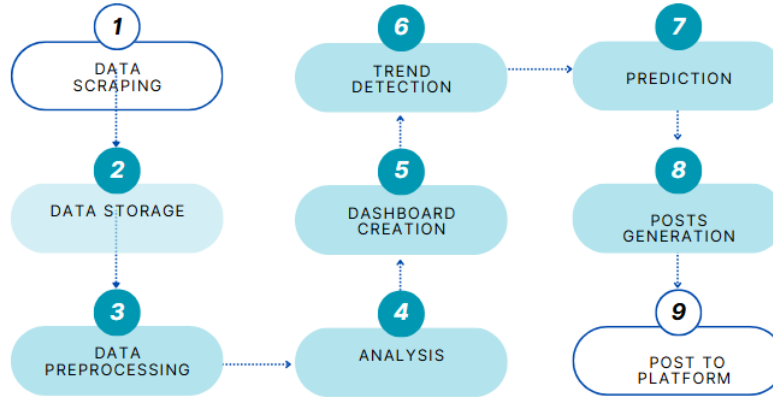 1
DATA
SCRAPING
2
DATA STORAGE
3
DATA
PREPROCESSING
4
ANALYSIS
5
DASHBOARD
CREATION
6
TREND
DETECTION
7
PREDICTION
8
POSTS
GENERATION
9
POST TO
PLATFORM